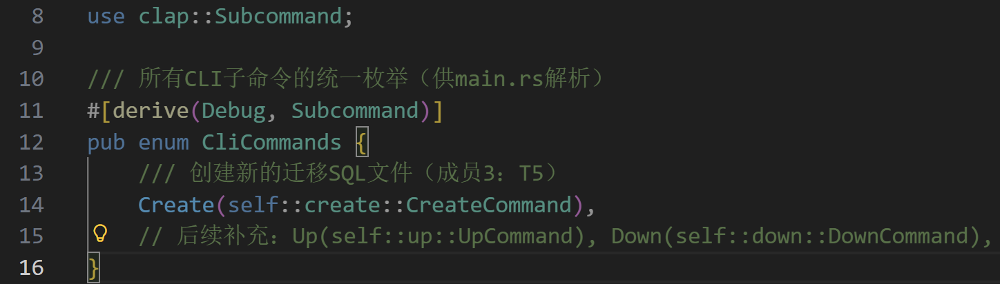 8 use clap::Subcommand;
9
10 /// 所有CLI子命令的统一枚举（供main.rs解析）
11 #[derive(Debug, Subcommand)]
12 pub enum CliCommands {
13 /// 创建新的迁移SQL文件（成员3：T5）
14 Create(self::create::CreateCommand),
15 // 后续补充：Up(self::up::UpCommand), Down(self::down::DownCommand),
16 }